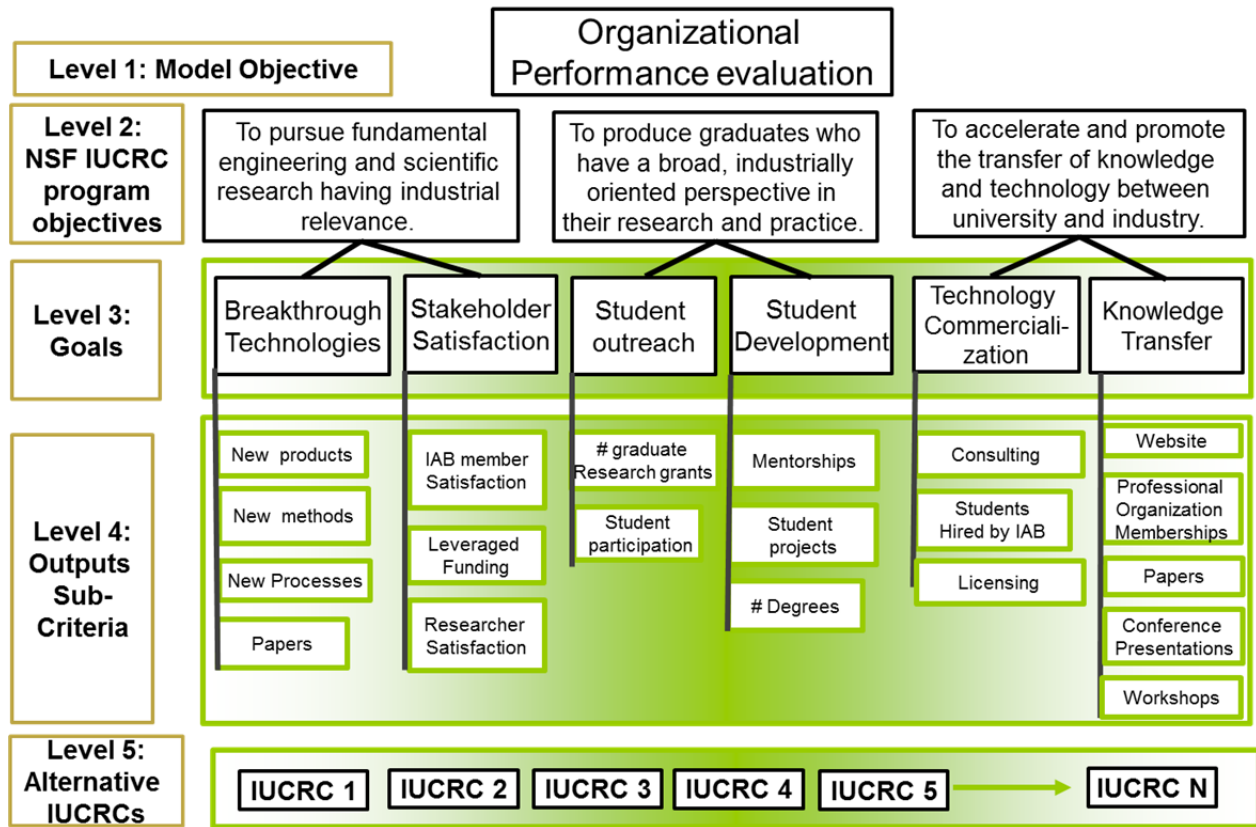 Organizational
Performance evaluation
Level 1: Model Objective
Level 2:
NSF IUCRC
program
objectives
To pursue fundamental
engineering and scientific
research having industrial
relevance.
To produce graduates who
have a broad, industrially
oriented perspective in
their research and practice.
To accelerate and promote
the transfer of knowledge
and technology between
university and industry.
Level 3:
Goals
Breakthrough
Technologies
Stakeholder
Satisfaction
Student
outreach
Student
Development
Technology
Commerciali-
zation
Knowledge
Transfer
Level 4:
Outputs
Sub-
Criteria
New products
New methods
New Processes
Papers
IAB member
Satisfaction
Leveraged
Funding
Researcher
Satisfaction
# graduate
Research grants
Student
participation
Mentorships
Student
projects
# Degrees
Consulting
Students
Hired by IAB
Licensing
Website
Professional
Organization
Memberships
Papers
Conference
Presentations
Workshops
Level 5:
Alternative
IUCRCs
IUCRC 1
IUCRC 2
IUCRC 3
IUCRC 4
IUCRC 5
IUCRC N